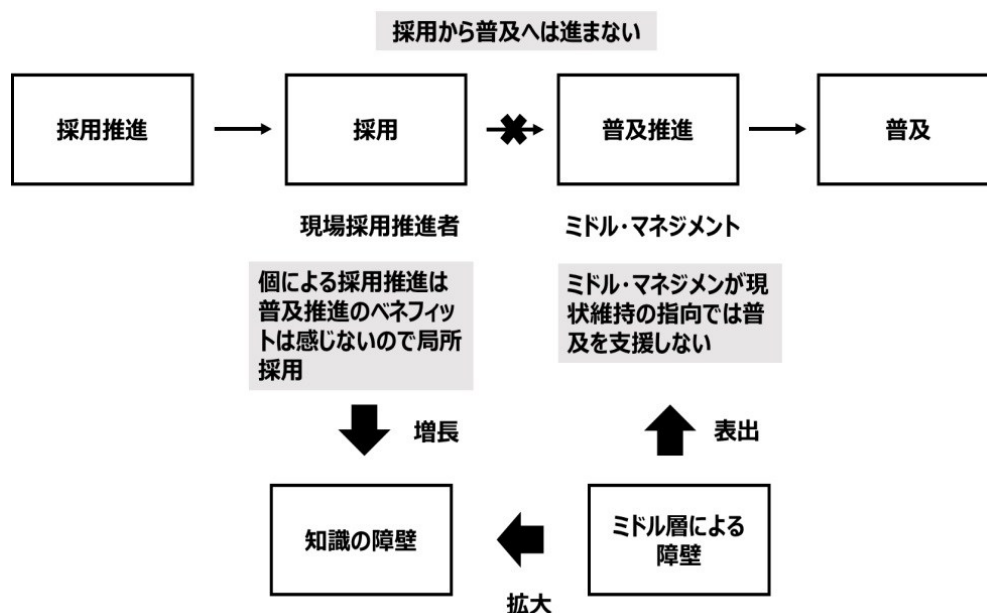 採用から普及へは進まない
採用推進
採用
普及推進
普及
現場採用推進者
ミドル・マネジメント
個による採用推進は
普及推進のベネフィッ
トは感じないので局所
採用
ミドル・マネジメンが現
状維持の指向では普
及を支援しない
増長
表出
知識の障壁
ミドル層による
障壁
拡大